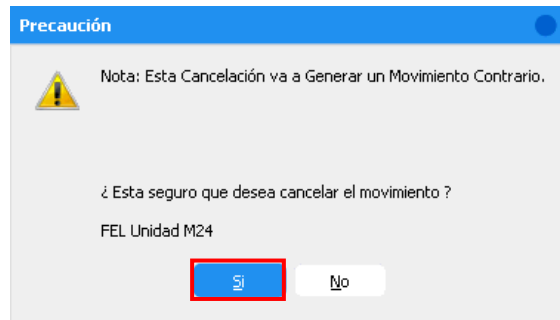 Precaución
Nota: Esta Cancelación va a Generar un Movimiento Contrario.
¿ Esta seguro que desea cancelar el movimiento ?
FEL Unidad M24
Si
No